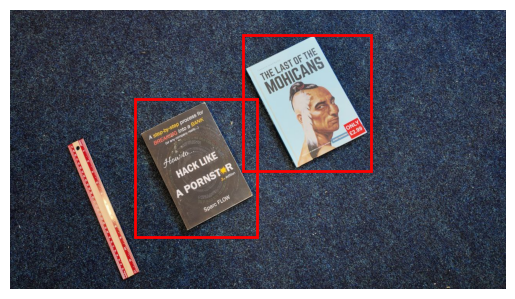 THE LAST OF THE
MOHICANS
ONLY
£2.99
A step-by-step process for
BREAKING into a BANK
How to
HACK LIKE
A PORNSTAR
Sparc FLOW